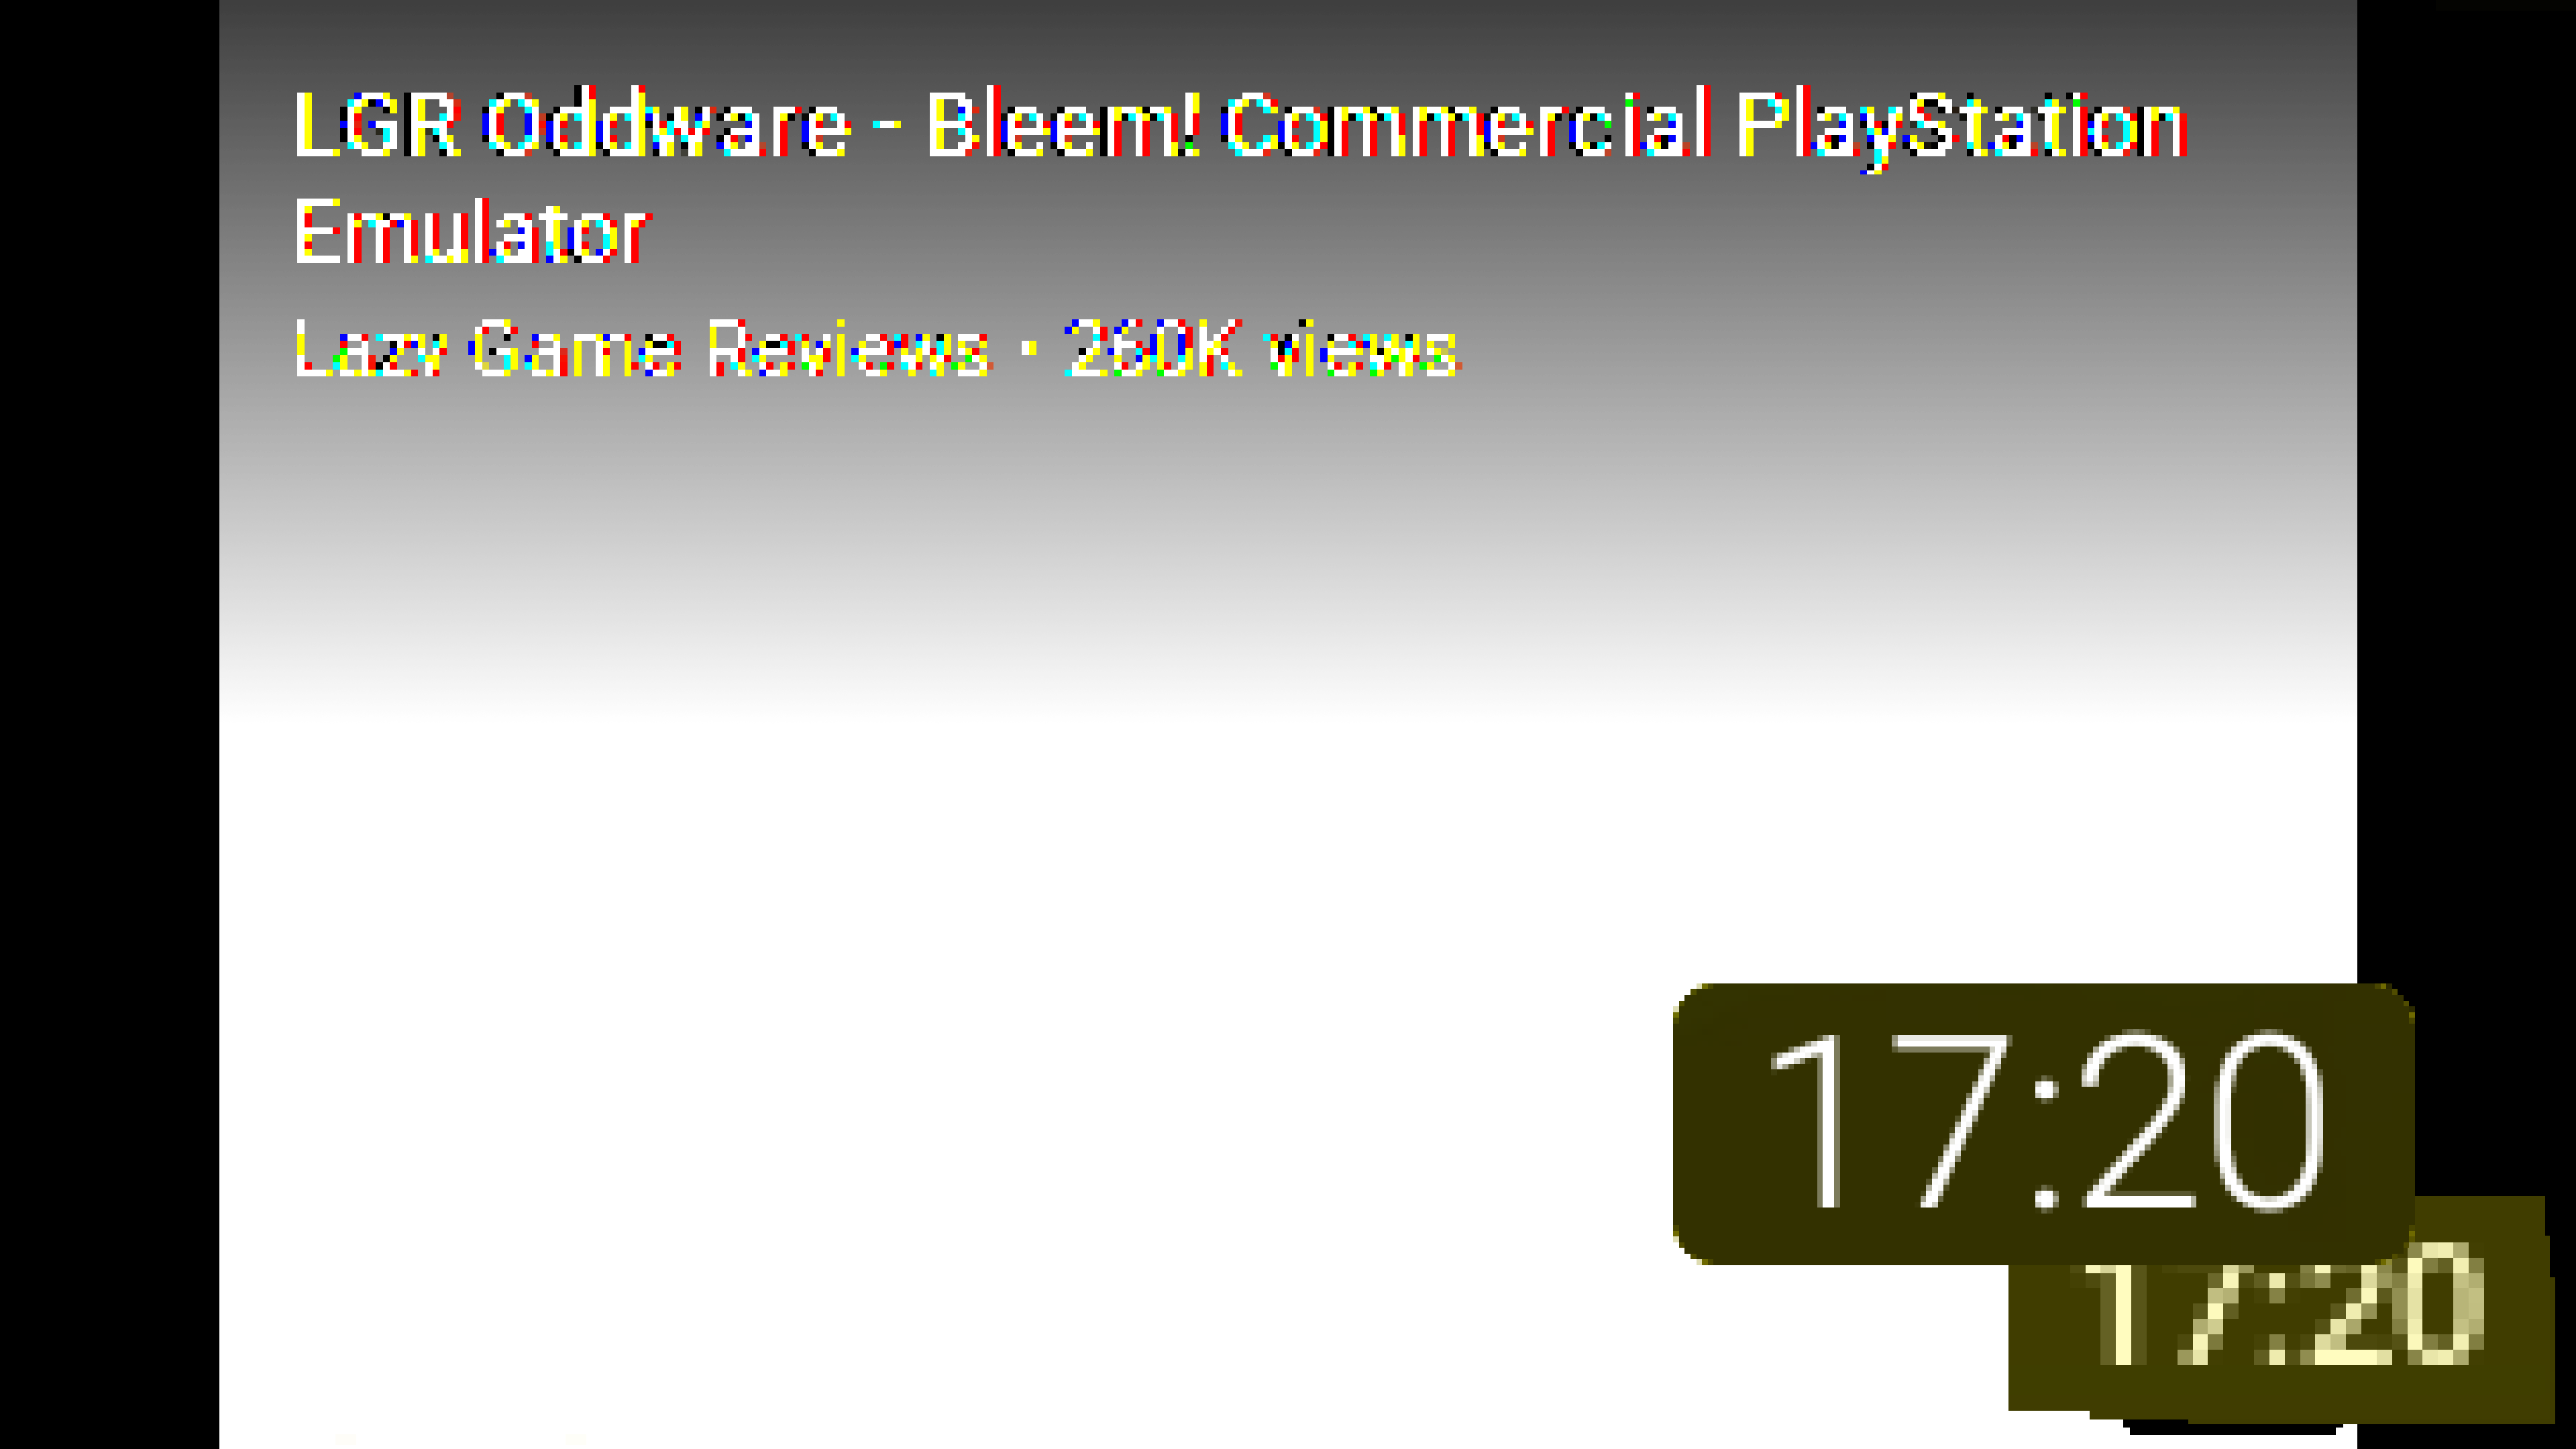 LGR Oddware - Bleem! Commercial PlayStation
Emulator
Lazy Game Reviews · 260K views
17:20
17:20